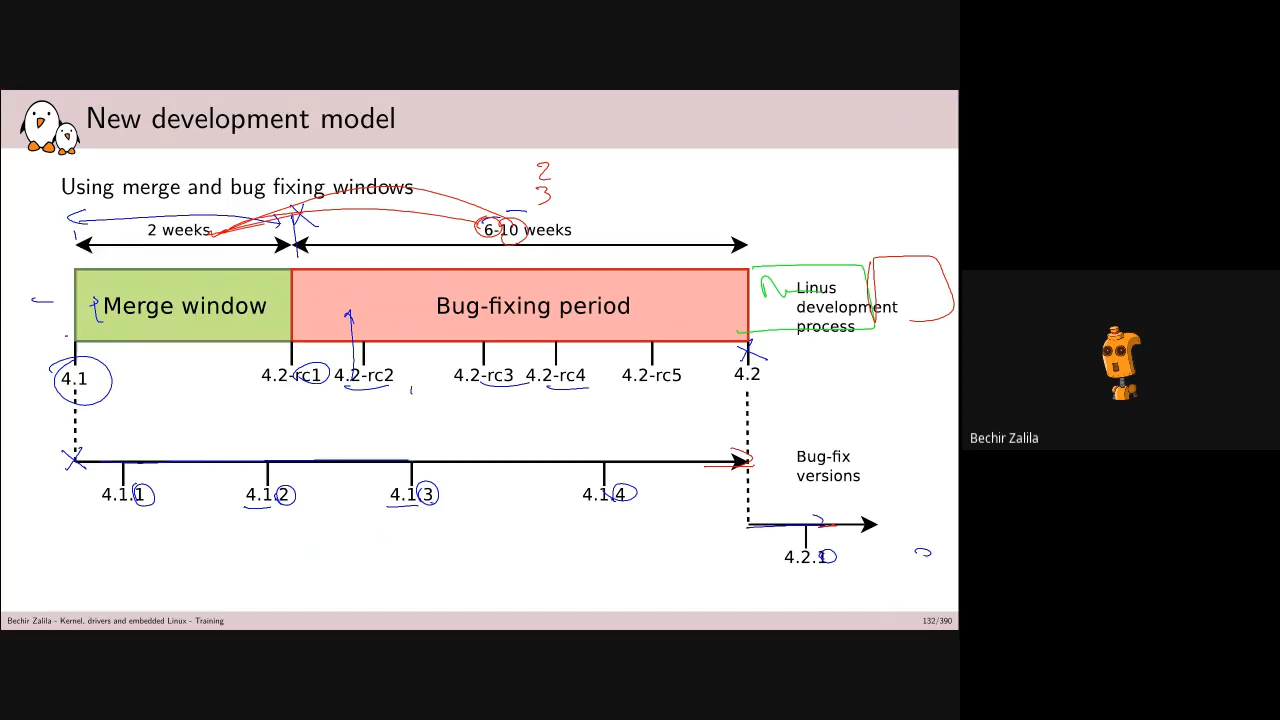 New development model
Using merge and bug fixing windows
2
3
2 weeks
6-10 weeks
Merge window
Bug-fixing period
Linus
development
process
4.1
4.2-rc1
4.2-rc2
4.2-rc3
4.2-rc4
4.2-rc5
4.2
Bug-fix
versions
4.1.1
4.1.2
4.1.3
4.1.4
4.2.1
Bechir Zalila - Kernel, drivers and embedded Linux - Training
132/390
Bechir Zalila